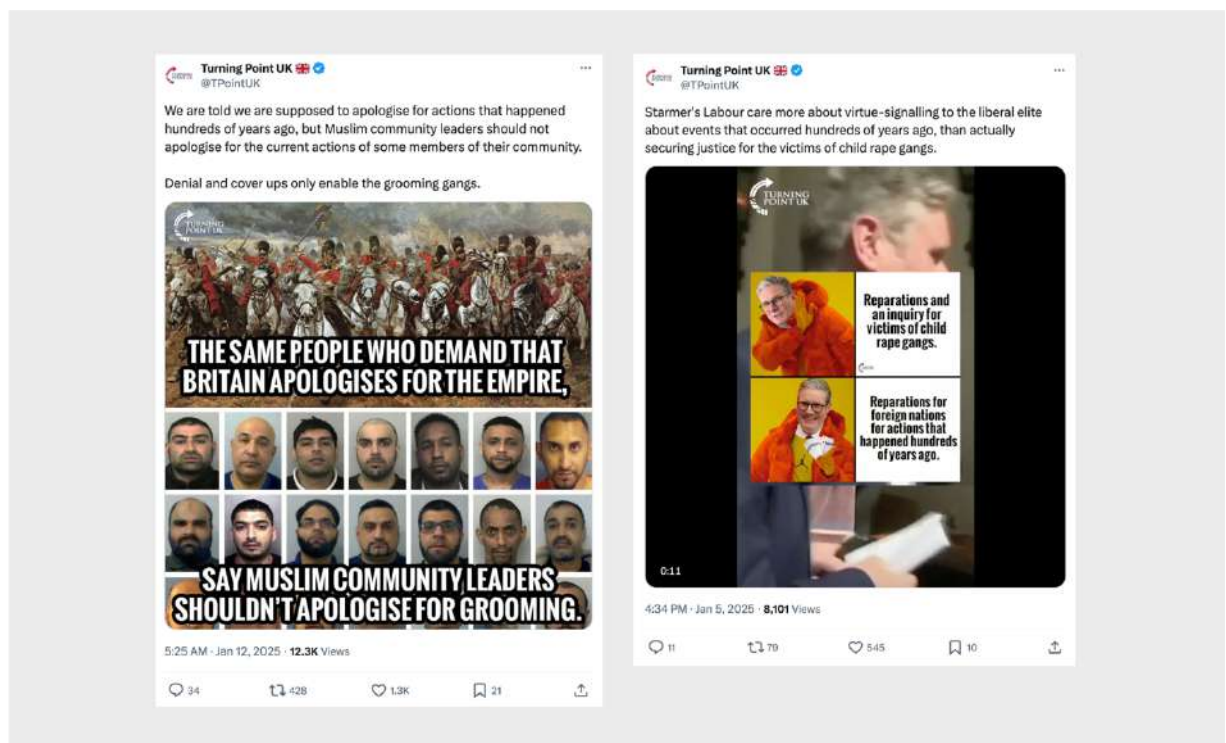 Turning Point UK
@TPointUK
We are told we are supposed to apologise for actions that happened
hundreds of years ago, but Muslim community leaders should not
apologise for the current actions of some members of their community.
Denial and cover ups only enable the grooming gangs.
TURNING
POINT UK
THE SAME PEOPLE WHO DEMAND THAT
BRITAIN APOLOGISES FOR THE EMPIRE,
SAY MUSLIM COMMUNITY LEADERS
SHOULDN'T APOLOGISE FOR GROOMING.
5:25 AM · Jan 12, 2025 · 12.3K Views
34 428 1.3K 21
Turning Point UK
@TPointUK
Starmer's Labour care more about virtue-signalling to the liberal elite
about events that occurred hundreds of years ago, than actually
securing justice for the victims of child rape gangs.
TURNING
POINT UK
Reparations and
an inquiry for
victims of child
rape gangs.
Reparations for
foreign nations
for actions that
happened hundreds
of years ago.
0:11
4:34 PM · Jan 5, 2025 · 8,101 Views
11 79 545 10